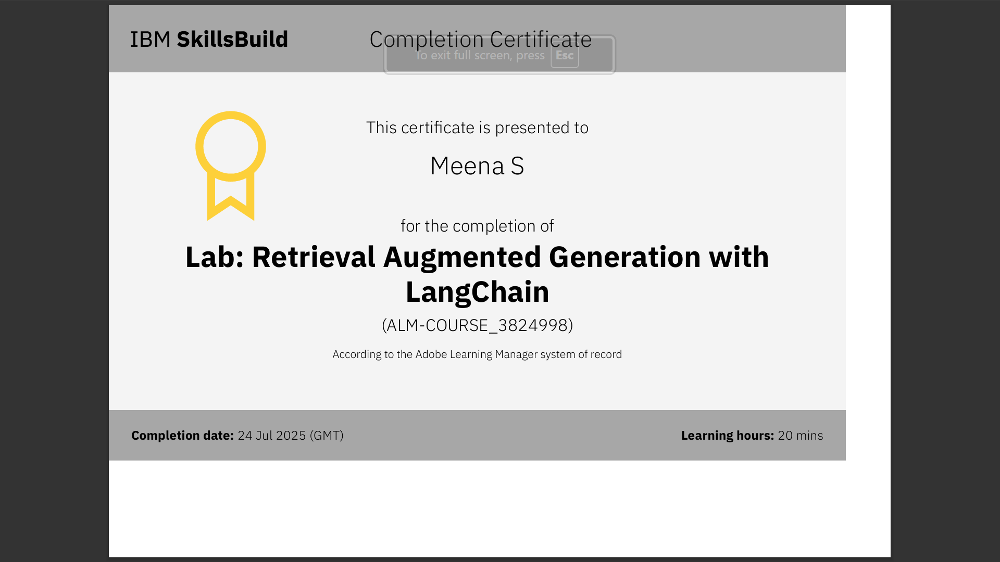 IBM SkillsBuild
Completion Certificate
To exit full screen, press Esc
This certificate is presented to
Meena S
for the completion of
Lab: Retrieval Augmented Generation with
LangChain
(ALM-COURSE_3824998)
According to the Adobe Learning Manager system of record
Completion date: 24 Jul 2025 (GMT)
Learning hours: 20 mins